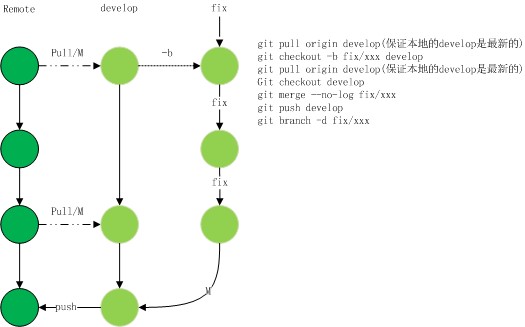 Remote develop fix
Pull/M -b
git pull origin develop(保证本地的develop是最新的)
git checkout -b fix/xxx develop
git pull origin develop(保证本地的develop是最新的)
Git checkout develop
git merge --no-log fix/xxx
git push develop
git branch -d fix/xxx
fix
fix
Pull/M
M
push